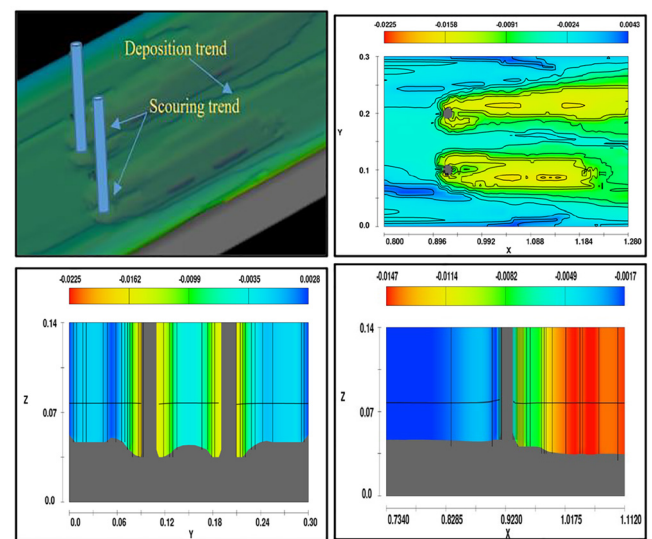 Deposition trend
Scouring trend
-0.0225 -0.0158 -0.0091 -0.0024 0.0043
0.3
0.2
Y
0.1
0.0
0.800 0.896 0.992 1.088 1.184 1.280
X
-0.0225 -0.0162 -0.0099 -0.0035 0.0028
0.14
Z
0.07
0.0
0.0 0.06 0.12 0.18 0.24 0.30
Y
-0.0147 -0.0114 -0.0082 -0.0049 -0.0017
0.14
Z
0.07
0.0
0.7340 0.8285 0.9230 1.0175 1.1120
X